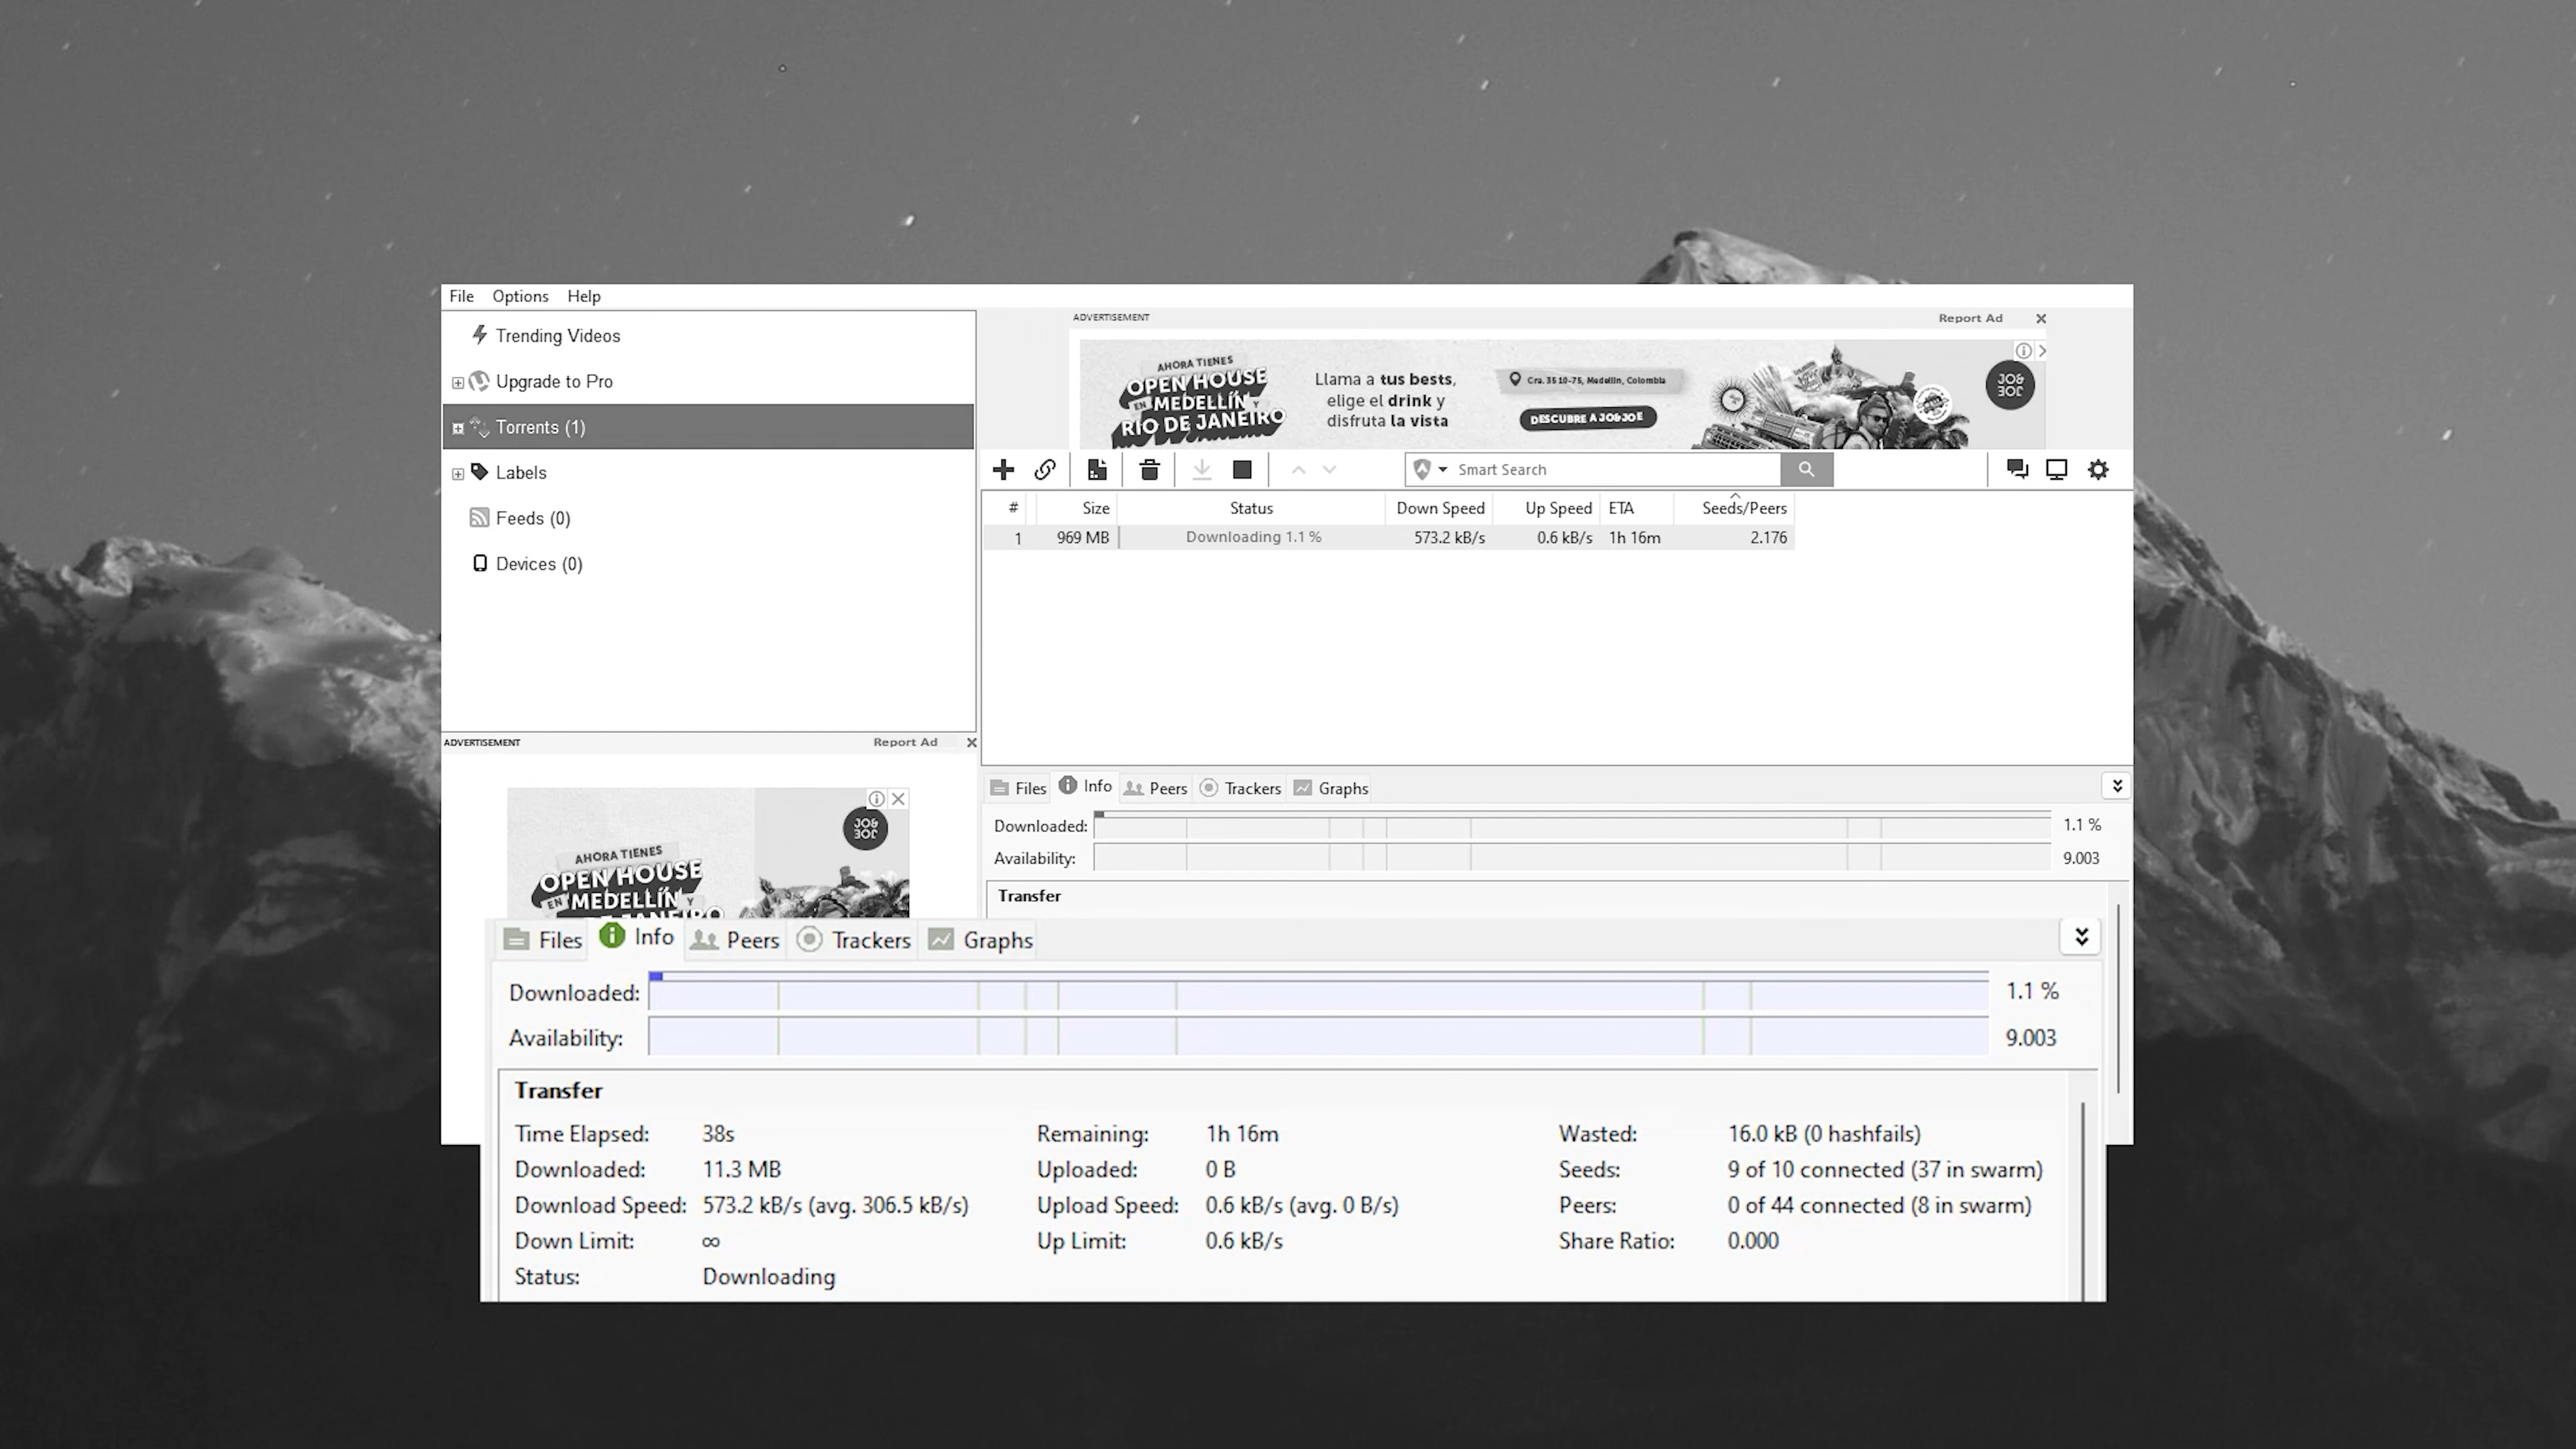 File Options Help
Trending Videos
Upgrade to Pro
Torrents (1)
Labels
Feeds (0)
Devices (0)
ADVERTISEMENT Report Ad
AHORA TIENES
OPEN HOUSE
EN MEDELLÍN Y
RÍO DE JANEIRO
Llama a tus bests,
elige el drink y
disfruta la vista
Cra. 35 10-75, Medellín, Colombia
DESCUBRE A JO&JOE
JO&
JOE
Smart Search
# Size Status Down Speed Up Speed ETA Seeds/Peers
1 969 MB Downloading 1.1 % 573.2 kB/s 0.6 kB/s 1h 16m 2.176
ADVERTISEMENT Report Ad
JO&
JOE
AHORA TIENES
OPEN HOUSE
EN MEDELLÍN Y
DE JANEIRO
Files Info Peers Trackers Graphs
Downloaded: 1.1 %
Availability: 9.003
Transfer
Files Info Peers Trackers Graphs
Downloaded: 1.1 %
Availability: 9.003
Transfer
Time Elapsed: 38s Remaining: 1h 16m Wasted: 16.0 kB (0 hashfails)
Downloaded: 11.3 MB Uploaded: 0 B Seeds: 9 of 10 connected (37 in swarm)
Download Speed: 573.2 kB/s (avg. 306.5 kB/s) Upload Speed: 0.6 kB/s (avg. 0 B/s) Peers: 0 of 44 connected (8 in swarm)
Down Limit: ∞ Up Limit: 0.6 kB/s Share Ratio: 0.000
Status: Downloading